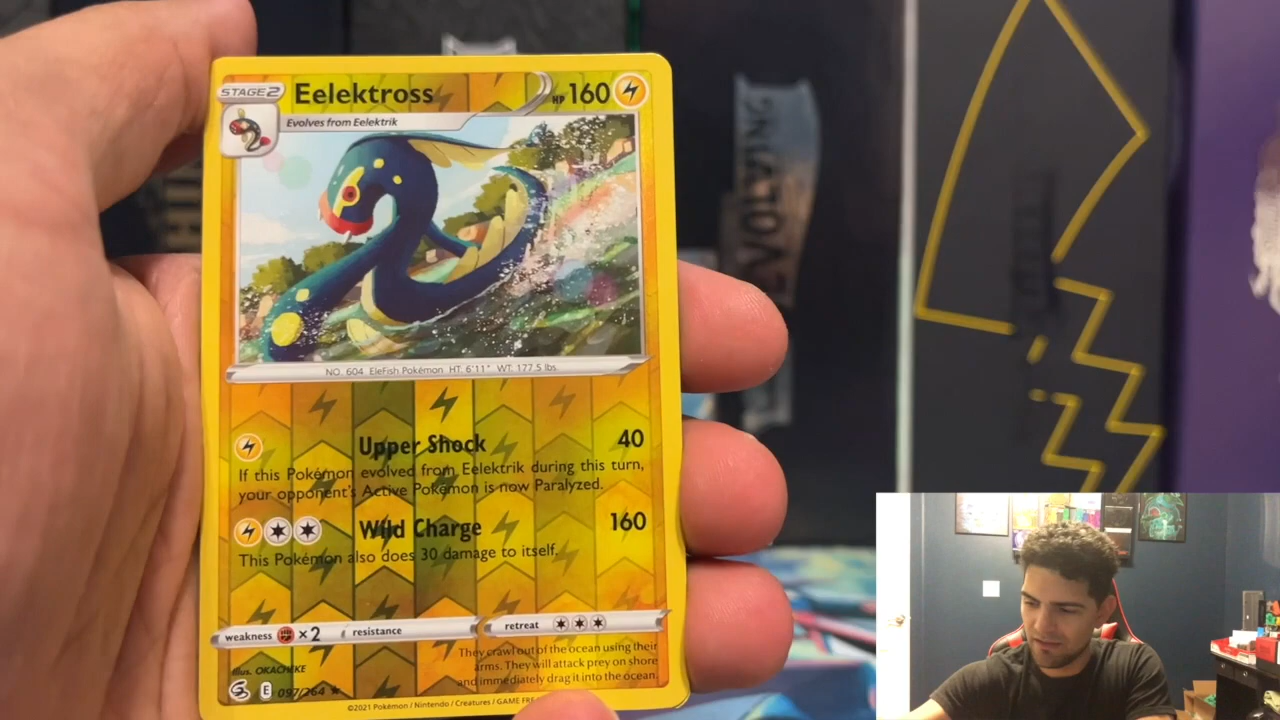 STAGE 2
Eelektross
HP 160
Evolves from Eelektrik
NO. 604 EleFish Pokémon HT: 6'11" WT: 177.5 lbs.
Upper Shock 40
If this Pokémon evolved from Eelektrik during this turn,
your opponent's Active Pokémon is now Paralyzed.
Wild Charge 160
This Pokémon also does 30 damage to itself.
weakness ×2 resistance retreat
They crawl out of the ocean using their
arms. They will attack prey on shore
and immediately drag it into the ocean.
Illus. OKACHEKE
E 097/264 ★
©2021 Pokémon / Nintendo / Creatures / GAME
EVOLVING